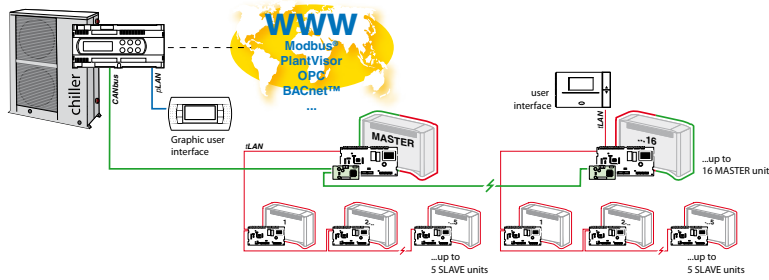 WWW
Modbus®
PlantVisor
OPC
BACnet™
...
chiller
CANbus
pLAN
Graphic user
interface
user
interface
tLAN
MASTER
tLAN
...16
...up to
16 MASTER unit
1
2...
...5
...up to
5 SLAVE units
1
2...
...5
...up to
5 SLAVE units